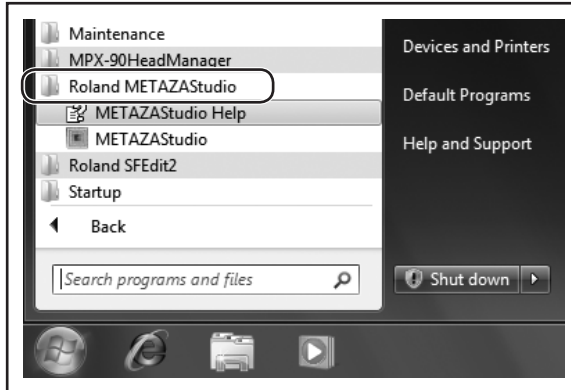 Maintenance
MPX-90HeadManager
Roland METAZAStudio
METAZAStudio Help
METAZAStudio
Roland SFEdit2
Startup
Back
Search programs and files
Devices and Printers
Default Programs
Help and Support
Shut down